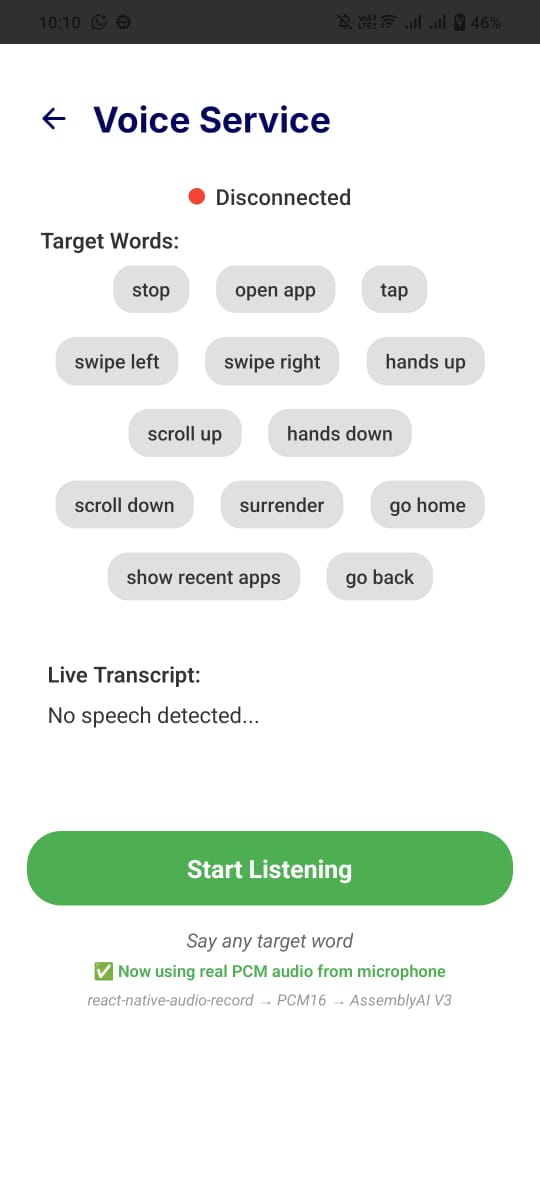 10:10 46%
← Voice Service
Disconnected
Target Words:
stop open app tap
swipe left swipe right hands up
scroll up hands down
scroll down surrender go home
show recent apps go back
Live Transcript:
No speech detected...
Start Listening
Say any target word
✅ Now using real PCM audio from microphone
react-native-audio-record → PCM16 → AssemblyAI V3